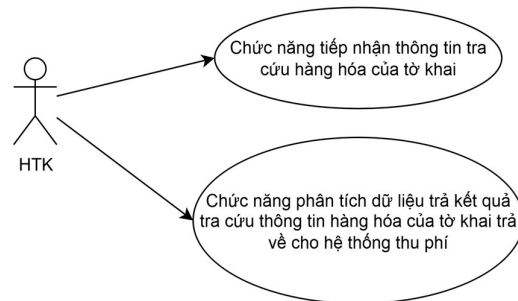 Chức năng tiếp nhận thông tin tra
cứu hàng hóa của tờ khai
HTK
Chức năng phân tích dữ liệu trả kết quả
tra cứu thông tin hàng hóa của tờ khai trả
về cho hệ thống thu phí